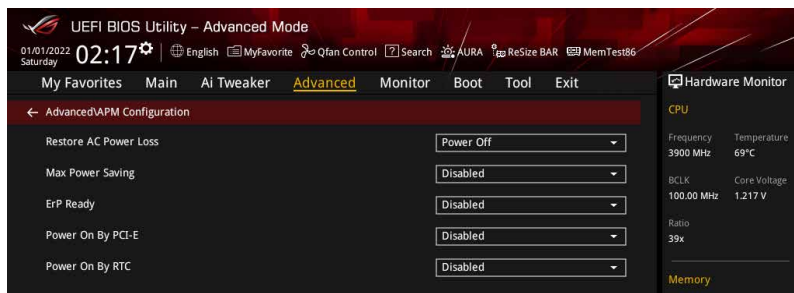 UEFI BIOS Utility – Advanced Mode
01/01/2022
Saturday
02:17
English
MyFavorite
Qfan Control
Search
AURA
ReSize BAR
MemTest86
My Favorites
Main
Ai Tweaker
Advanced
Monitor
Boot
Tool
Exit
Hardware Monitor
← Advanced\APM Configuration
Restore AC Power Loss
Power Off
Max Power Saving
Disabled
ErP Ready
Disabled
Power On By PCI-E
Disabled
Power On By RTC
Disabled
CPU
Frequency
Temperature
3900 MHz
69°C
BCLK
Core Voltage
100.00 MHz
1.217 V
Ratio
39x
Memory